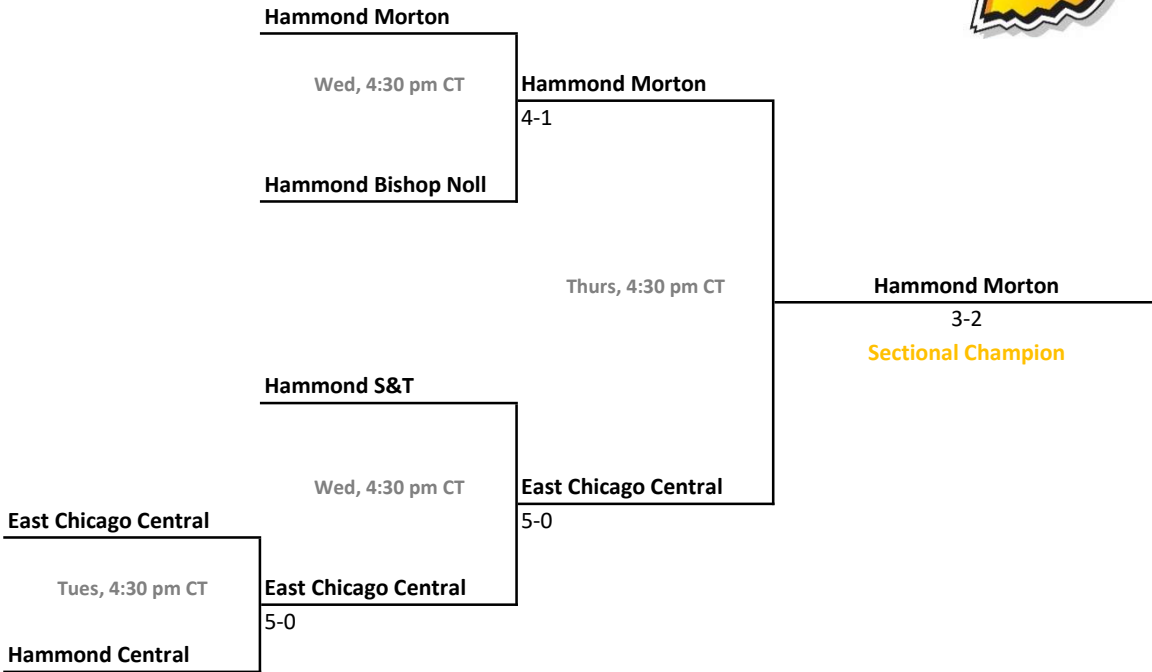 Hammond Morton
Wed, 4:30 pm CT
Hammond Morton
4-1
Hammond Bishop Noll
Thurs, 4:30 pm CT
Hammond Morton
3-2
Sectional Champion
Hammond S&T
Wed, 4:30 pm CT
East Chicago Central
5-0
East Chicago Central
Tues, 4:30 pm CT
East Chicago Central
5-0
Hammond Central